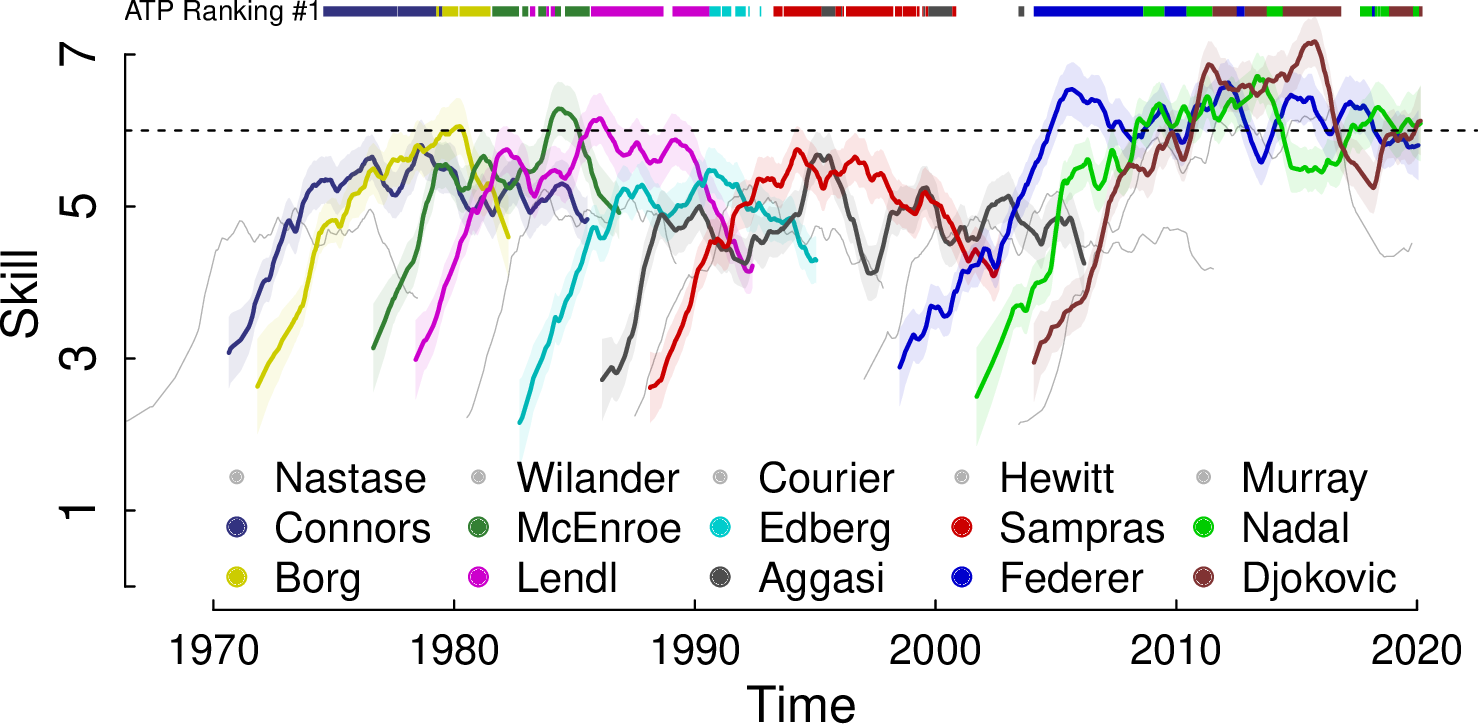 ATP Ranking #1
7
5
3
1
Skill
Nastase Wilander Courier Hewitt Murray
Connors McEnroe Edberg Sampras Nadal
Borg Lendl Aggasi Federer Djokovic
1970 1980 1990 2000 2010 2020
Time